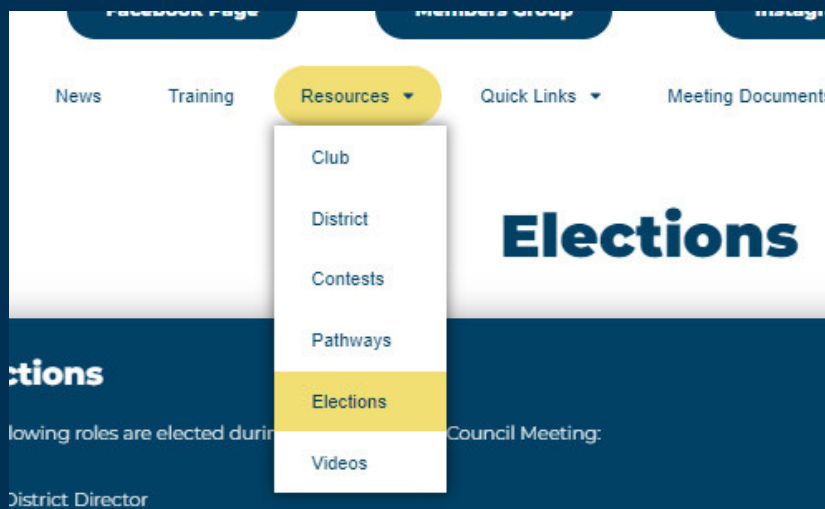 Facebook Page Members Group
News Training Resources Quick Links Meeting Documents
Club
District
Contests
Pathways
Elections
Videos
Elections
ctions
lowing roles are elected durin Council Meeting:
District Director